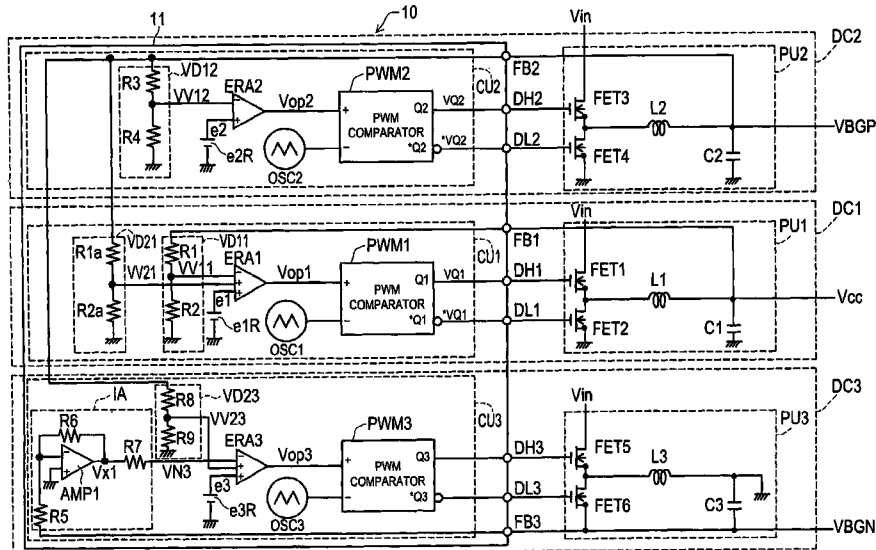 11
10
Vin
DC2
VD12
R3
VV12
R4
ERA2
Vop2
e2
e2R
OSC2
PWM2
+
−
PWM
COMPARATOR
Q2
*Q2
VQ2
*VQ2
CU2
FB2
DH2
DL2
FET3
FET4
L2
C2
PU2
VBGP
Vin
DC1
R1a
R2a
VD21
VV21
VD11
R1
VV11
R2
ERA1
Vop1
e1
e1R
OSC1
PWM1
+
−
PWM
COMPARATOR
Q1
*Q1
VQ1
*VQ1
CU1
FB1
DH1
DL1
FET1
FET2
L1
C1
PU1
Vcc
Vin
DC3
IA
R6
AMP1
Vx1
R5
R7
VN3
R8
R9
VD23
VV23
ERA3
Vop3
e3
e3R
OSC3
PWM3
+
−
PWM
COMPARATOR
Q3
*Q3
CU3
DH3
DL3
FB3
FET5
FET6
L3
C3
PU3
VBGN